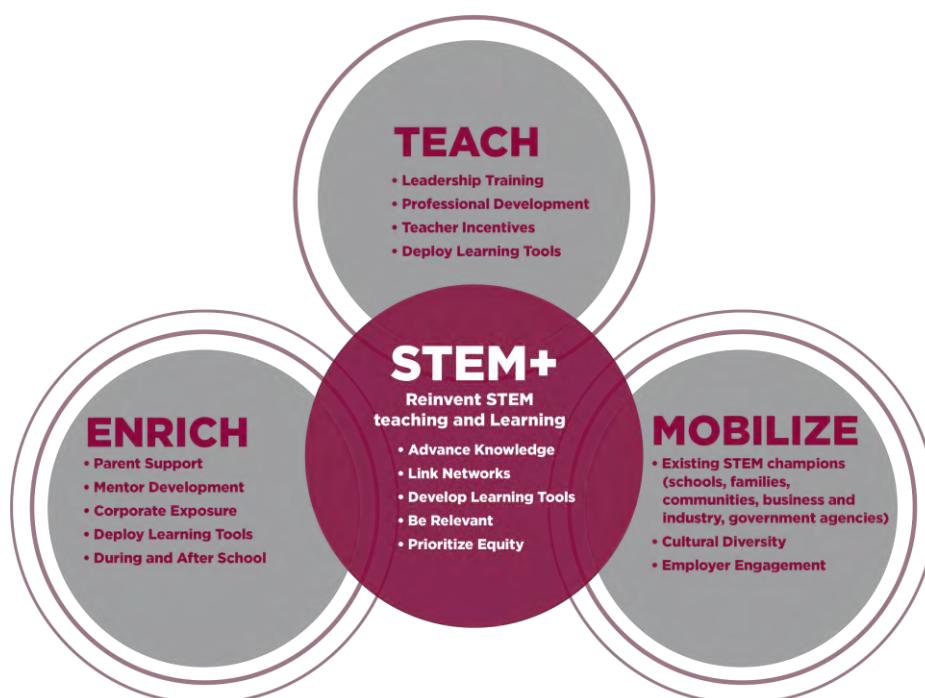 TEACH
• Leadership Training
• Professional Development
• Teacher Incentives
• Deploy Learning Tools
STEM+
Reinvent STEM
teaching and Learning
• Advance Knowledge
• Link Networks
• Develop Learning Tools
• Be Relevant
• Prioritize Equity
ENRICH
• Parent Support
• Mentor Development
• Corporate Exposure
• Deploy Learning Tools
• During and After School
MOBILIZE
• Existing STEM champions
(schools, families,
communities, business and
industry, government agencies)
• Cultural Diversity
• Employer Engagement